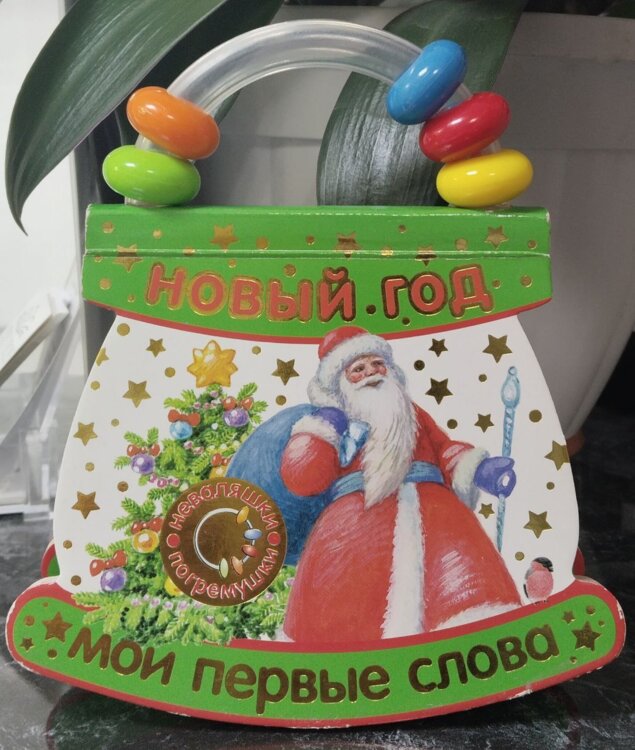 НОВЫЙ ГОД
неваляшки
погремушки
мои первые слова